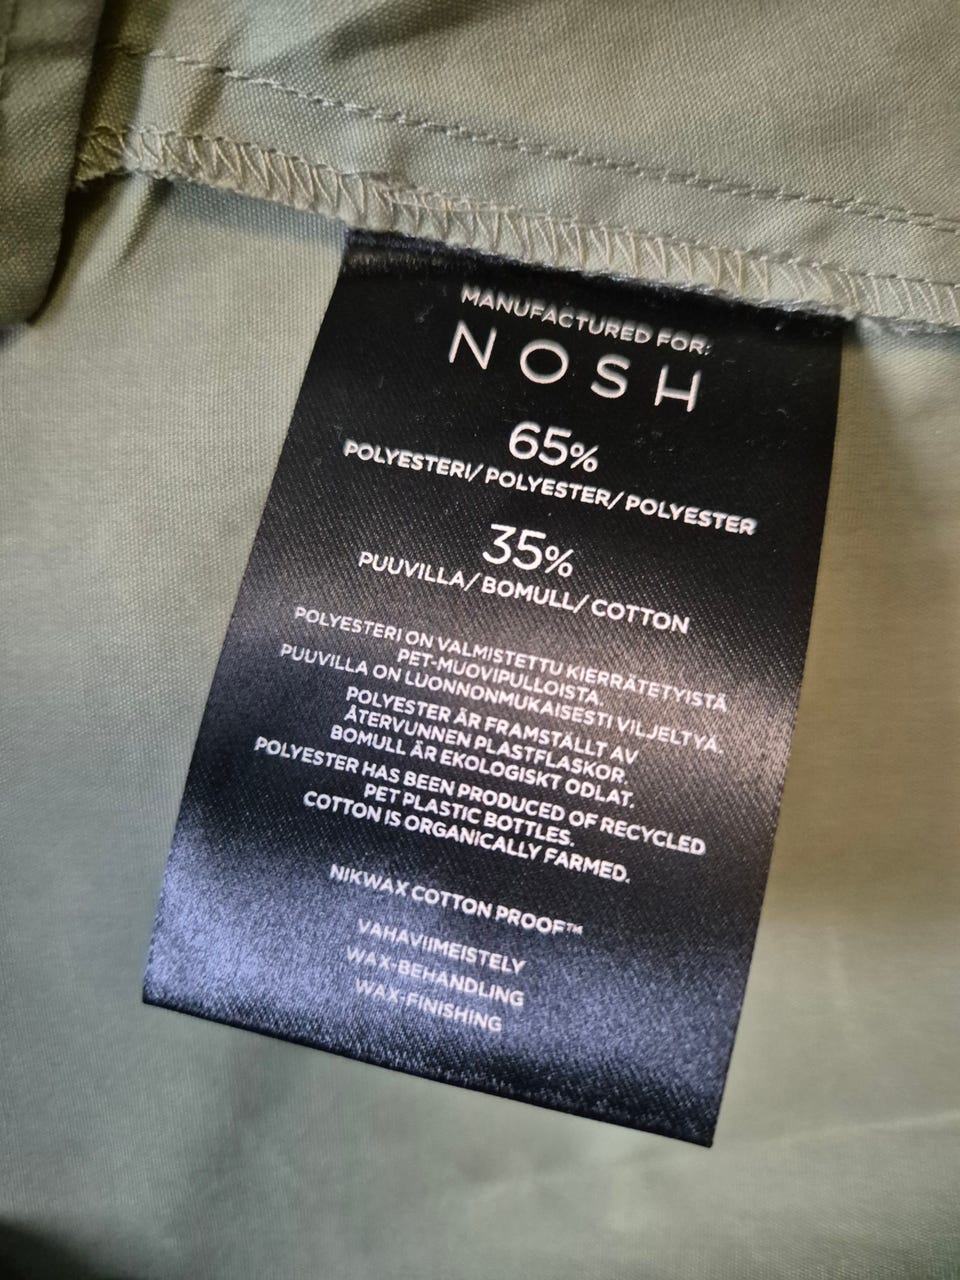 MANUFACTURED FOR:
NOSH
65%
POLYESTERI/ POLYESTER/ POLYESTER
35%
PUUVILLA/ BOMULL/ COTTON
POLYESTERI ON VALMISTETTU KIERRÄTETYISTÄ
PET-MUOVIPULLOISTA.
PUUVILLA ON LUONNONMUKAISESTI VILJELTYÄ.
POLYESTER ÄR FRAMSTÄLLT AV
ÅTERVUNNEN PLASTFLASKOR.
BOMULL ÄR EKOLOGISKT ODLAT.
POLYESTER HAS BEEN PRODUCED OF RECYCLED
PET PLASTIC BOTTLES.
COTTON IS ORGANICALLY FARMED.
NIKWAX COTTON PROOF™
VAHAVIIMEISTELY
WAX-BEHANDLING
WAX-FINISHING